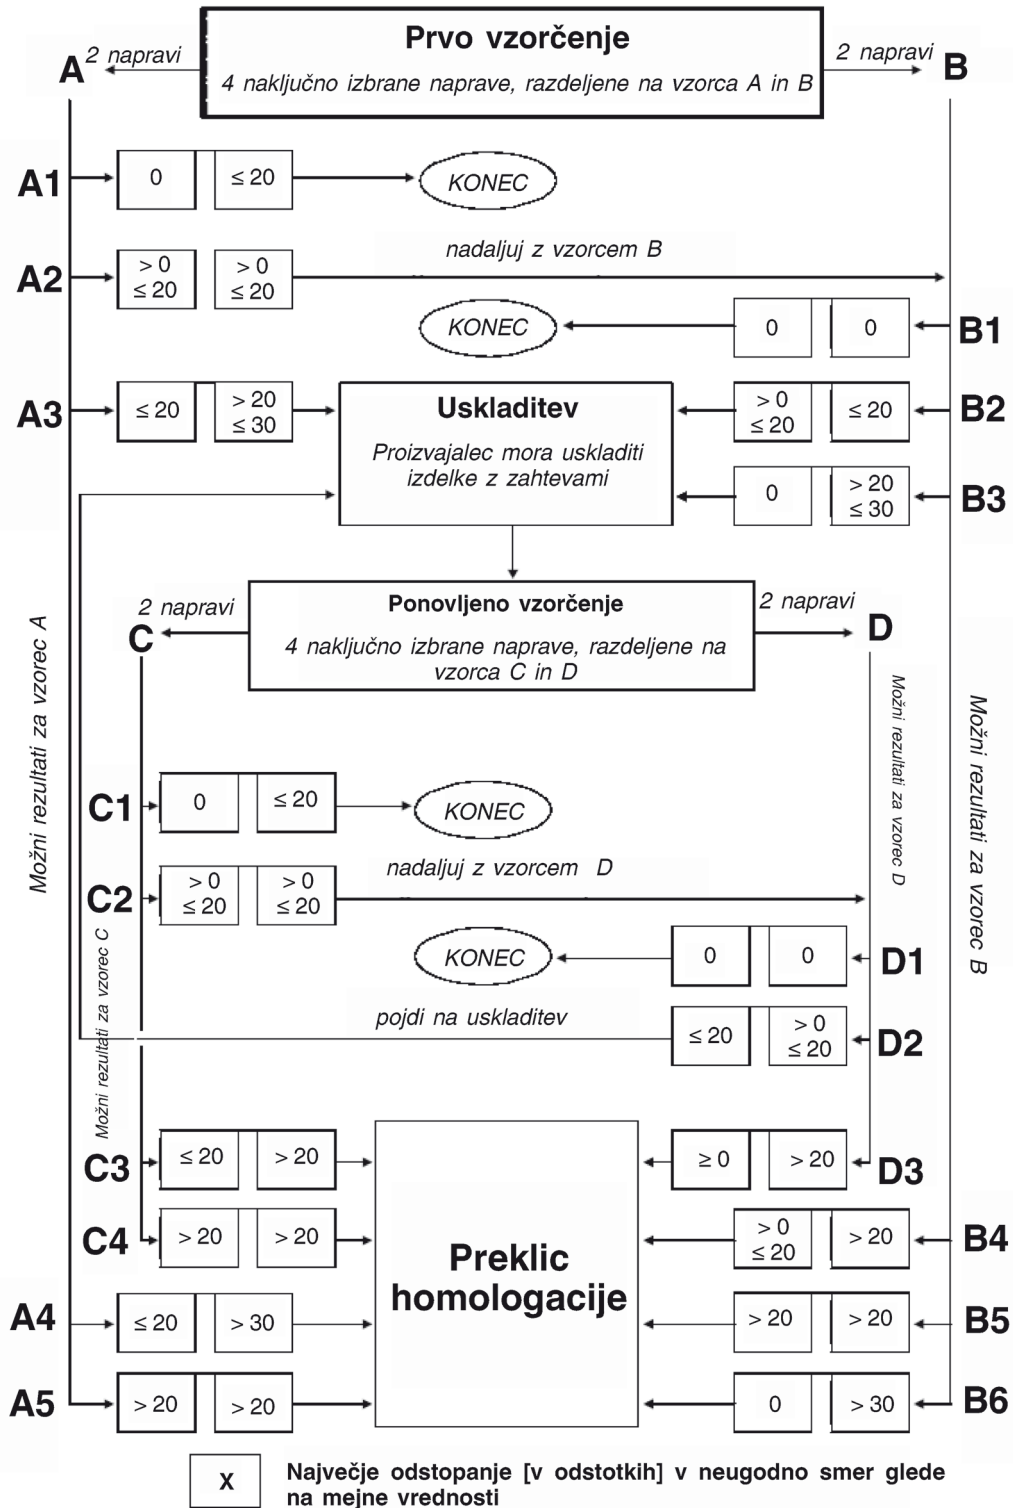 Prvo vzorčenje
4 naključno izbrane naprave, razdeljene na vzorca A in B
A
2 napravi
2 napravi
B
A1
0
≤ 20
KONEC
A2
> 0
≤ 20
> 0
≤ 20
nadaljuj z vzorcem B
KONEC
0
0
B1
A3
≤ 20
> 20
≤ 30
Uskladitev
Proizvajalec mora uskladiti
izdelke z zahtevami
> 0
≤ 20
≤ 20
B2
0
> 20
≤ 30
B3
Možni rezultati za vzorec A
Ponovljeno vzorčenje
4 naključno izbrane naprave, razdeljene na
vzorca C in D
C
2 napravi
2 napravi
D
Možni rezultati za vzorec D
Možni rezultati za vzorec B
C1
0
≤ 20
KONEC
C2
> 0
≤ 20
> 0
≤ 20
nadaljuj z vzorcem D
Možni rezultati za vzorec C
KONEC
0
0
D1
pojdi na uskladitev
≤ 20
> 0
≤ 20
D2
C3
≤ 20
> 20
≥ 0
> 20
D3
C4
> 20
> 20
Preklic
homologacije
> 0
≤ 20
> 20
B4
A4
≤ 20
> 30
> 20
> 20
B5
A5
> 20
> 20
0
> 30
B6
X
Največje odstopanje [v odstotkih] v neugodno smer glede
na mejne vrednosti